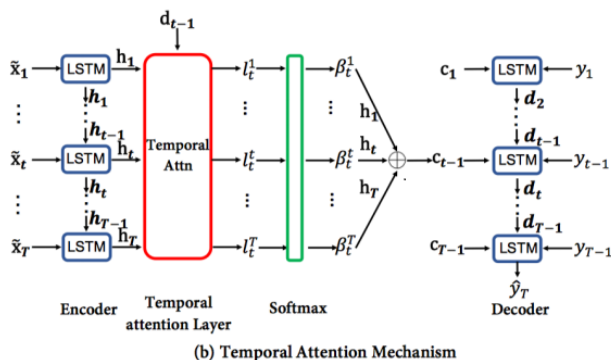 d_{t-1}
x̃_1 LSTM h_1 l_t^1 β_t^1 c_1 LSTM y_1
h_1 h_1 d_2
⋮ ⋮ ⋮ ⋮ ⋮ ⋮
h_{t-1} d_{t-1}
x̃_t LSTM h_t Temporal l_t^t β_t^t h_t ⊕ c_{t-1} LSTM y_{t-1}
Attn
h_t h_T d_t
⋮ ⋮ ⋮ ⋮ ⋮ ⋮
h_{T-1} d_{T-1}
x̃_T LSTM h_T l_t^T β_t^T c_{T-1} LSTM y_{T-1}
ŷ_T
Encoder Temporal Softmax Decoder
attention Layer
(b) Temporal Attention Mechanism